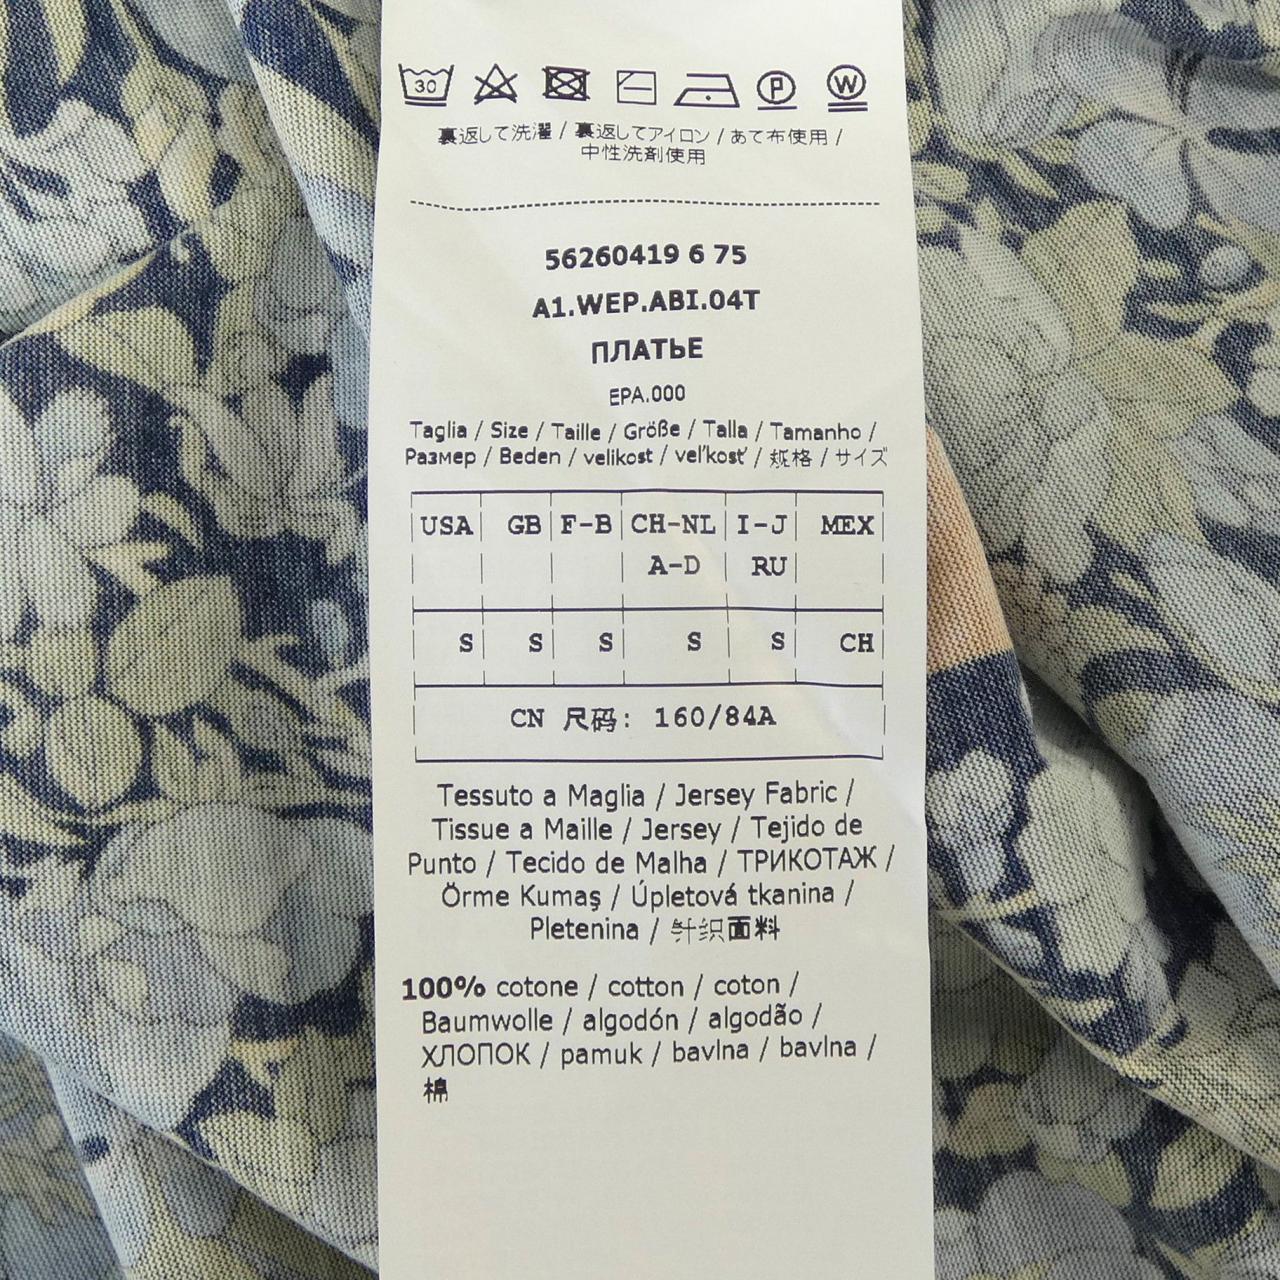 30 P W
裏返して洗濯 / 裏返してアイロン / あて布使用 /
中性洗剤使用
56260419 6 75
A1.WEP.ABI.04T
ПЛАТЬЕ
EPA.000
Taglia / Size / Taille / Größe / Talla / Tamanho /
Размер / Beden / velikost / veľkosť / 规格 / サイズ
USA GB F-B CH-NL I-J MEX
A-D RU
S S S S S CH
CN 尺码: 160/84A
Tessuto a Maglia / Jersey Fabric /
Tissue a Maille / Jersey / Tejido de
Punto / Tecido de Malha / ТРИКОТАЖ /
Örme Kumaş / Úpletová tkanina /
Pletenina / 针织面料
100% cotone / cotton / coton /
Baumwolle / algodón / algodão /
ХЛОПОК / pamuk / bavlna / bavlna /
棉